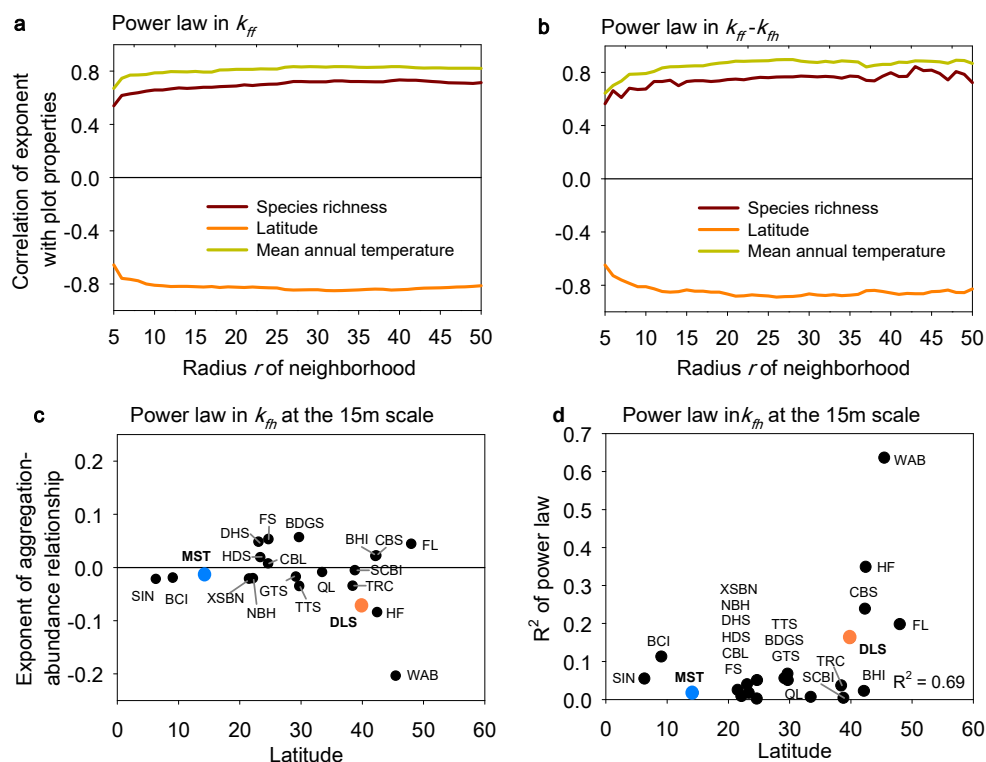 a Power law in k_ff
0.8
0.4
0.0
-0.4
-0.8
Correlation of exponent
with plot properties
Species richness
Latitude
Mean annual temperature
5 10 15 20 25 30 35 40 45 50
Radius r of neighborhood
b Power law in k_ff-k_fh
0.8
0.4
0.0
-0.4
-0.8
Species richness
Latitude
Mean annual temperature
5 10 15 20 25 30 35 40 45 50
Radius r of neighborhood
c Power law in k_fh at the 15m scale
0.2
0.1
0.0
-0.1
-0.2
Exponent of aggregation-
abundance relationship
FS BDGS
DHS
BHI CBS FL
MST HDS CBL
SCBI
SIN BCI XSBN GTS QL TRC
NBH TTS
DLS HF
WAB
0 10 20 30 40 50 60
Latitude
d Power law ink_fh at the 15m scale
0.7
0.6
0.5
0.4
0.3
0.2
0.1
0.0
R² of power law
WAB
HF
CBS
FL
XSBN
NBH
DHS
HDS
CBL
FS
TTS
BDGS
GTS
DLS
BCI
TRC
SCBI
BHI
SIN
MST
QL
R² = 0.69
0 10 20 30 40 50 60
Latitude